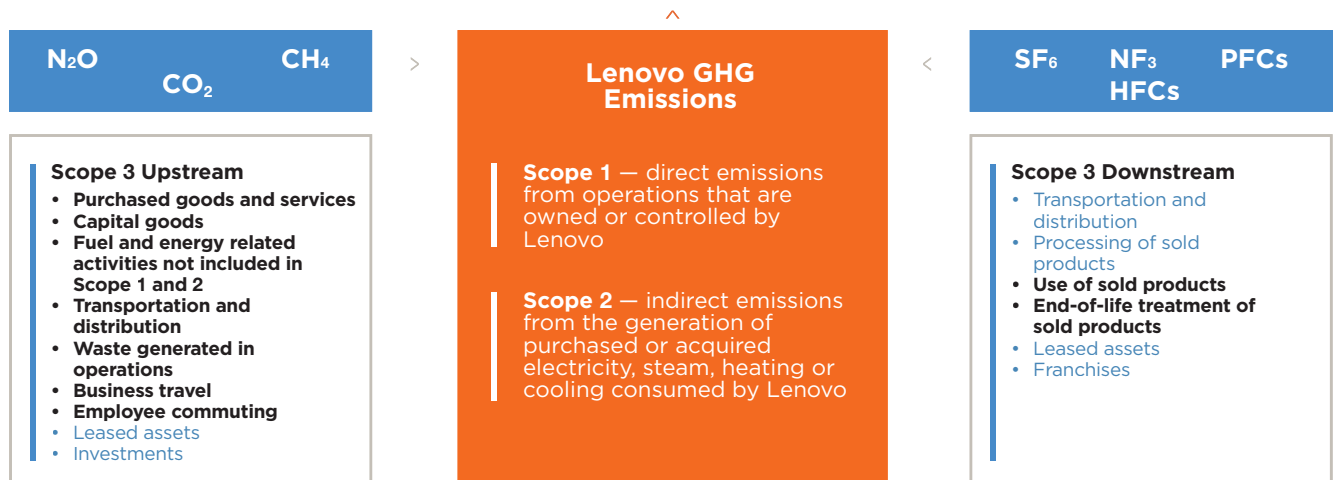 N₂O
CH₄
CO₂
Scope 3 Upstream
• Purchased goods and services
• Capital goods
• Fuel and energy related
activities not included in
Scope 1 and 2
• Transportation and
distribution
• Waste generated in
operations
• Business travel
• Employee commuting
• Leased assets
• Investments
Lenovo GHG
Emissions
Scope 1 — direct emissions
from operations that are
owned or controlled by
Lenovo
Scope 2 — indirect emissions
from the generation of
purchased or acquired
electricity, steam, heating or
cooling consumed by Lenovo
SF₆ NF₃ PFCs
HFCs
Scope 3 Downstream
• Transportation and
distribution
• Processing of sold
products
• Use of sold products
• End-of-life treatment of
sold products
• Leased assets
• Franchises